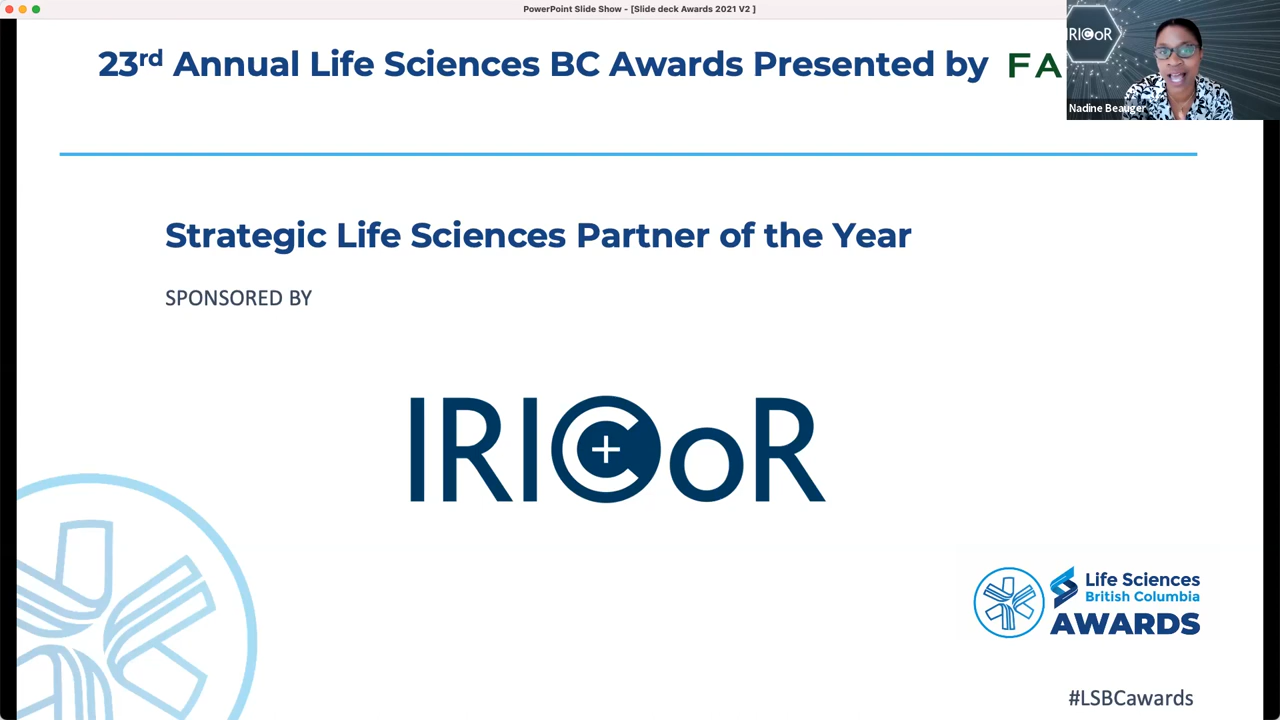 PowerPoint Slide Show - [Slide deck Awards 2021 V2 ]
23rd Annual Life Sciences BC Awards Presented by FA
IRICoR
Nadine Beauger
Strategic Life Sciences Partner of the Year
SPONSORED BY
IRICoR
Life Sciences
British Columbia
AWARDS
#LSBCawards